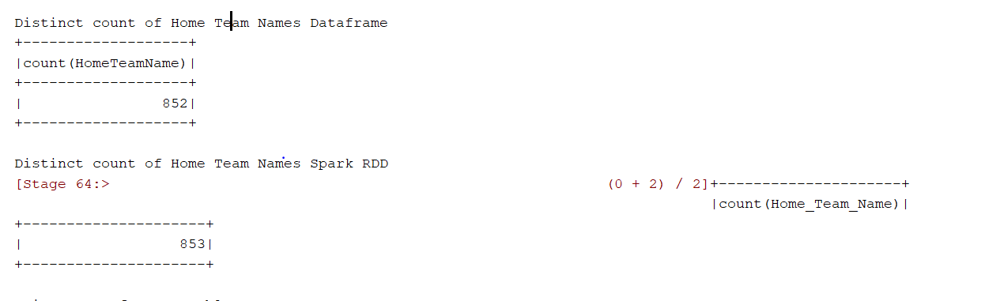 Distinct count of Home Team Names Dataframe
+-------------------+
|count(HomeTeamName)|
+-------------------+
|                852|
+-------------------+
Distinct count of Home Team Names Spark RDD
[Stage 64:>                                                         (0 + 2) / 2]+---------------------+
|count(Home_Team_Name)|
+---------------------+
|                  853|
+---------------------+